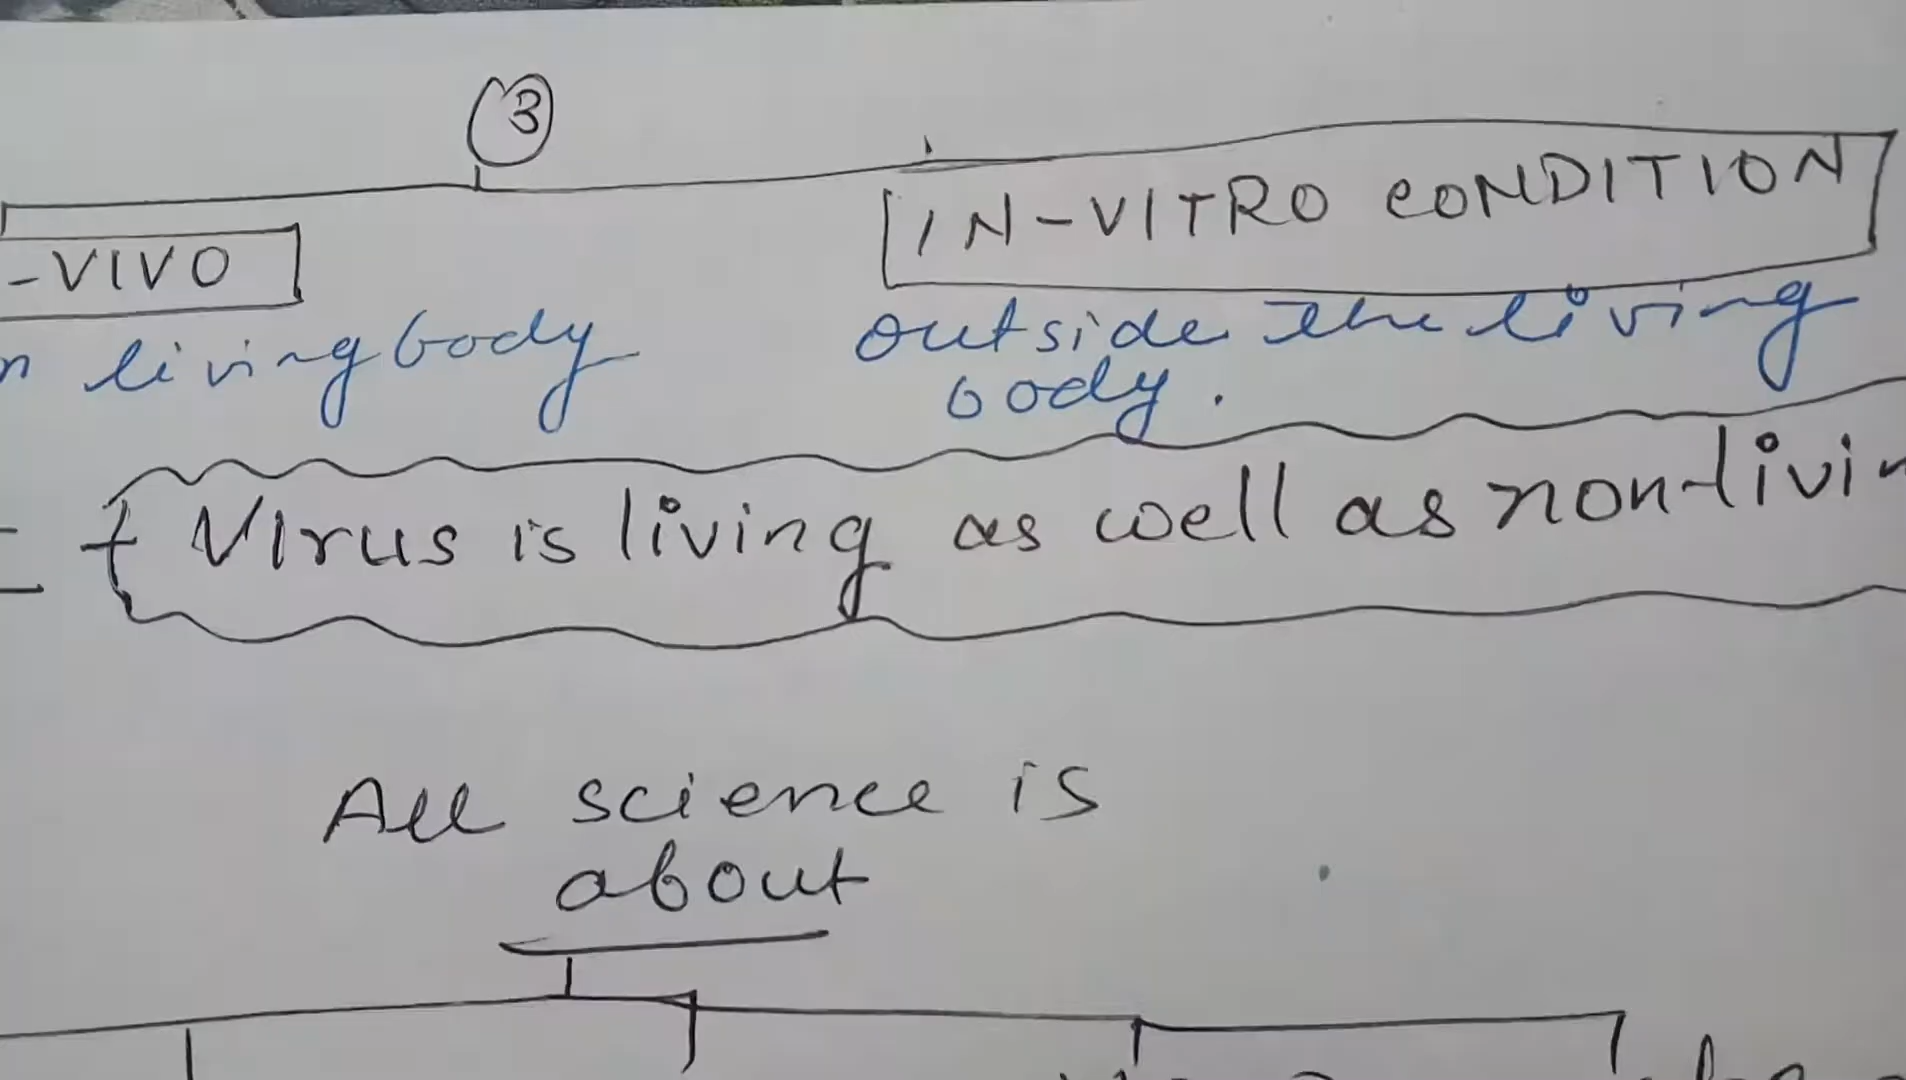 3
-VIVO
IN-VITRO CONDITION
n living body
outside the living
body.
Virus is living as well as non-livin
All science is
about